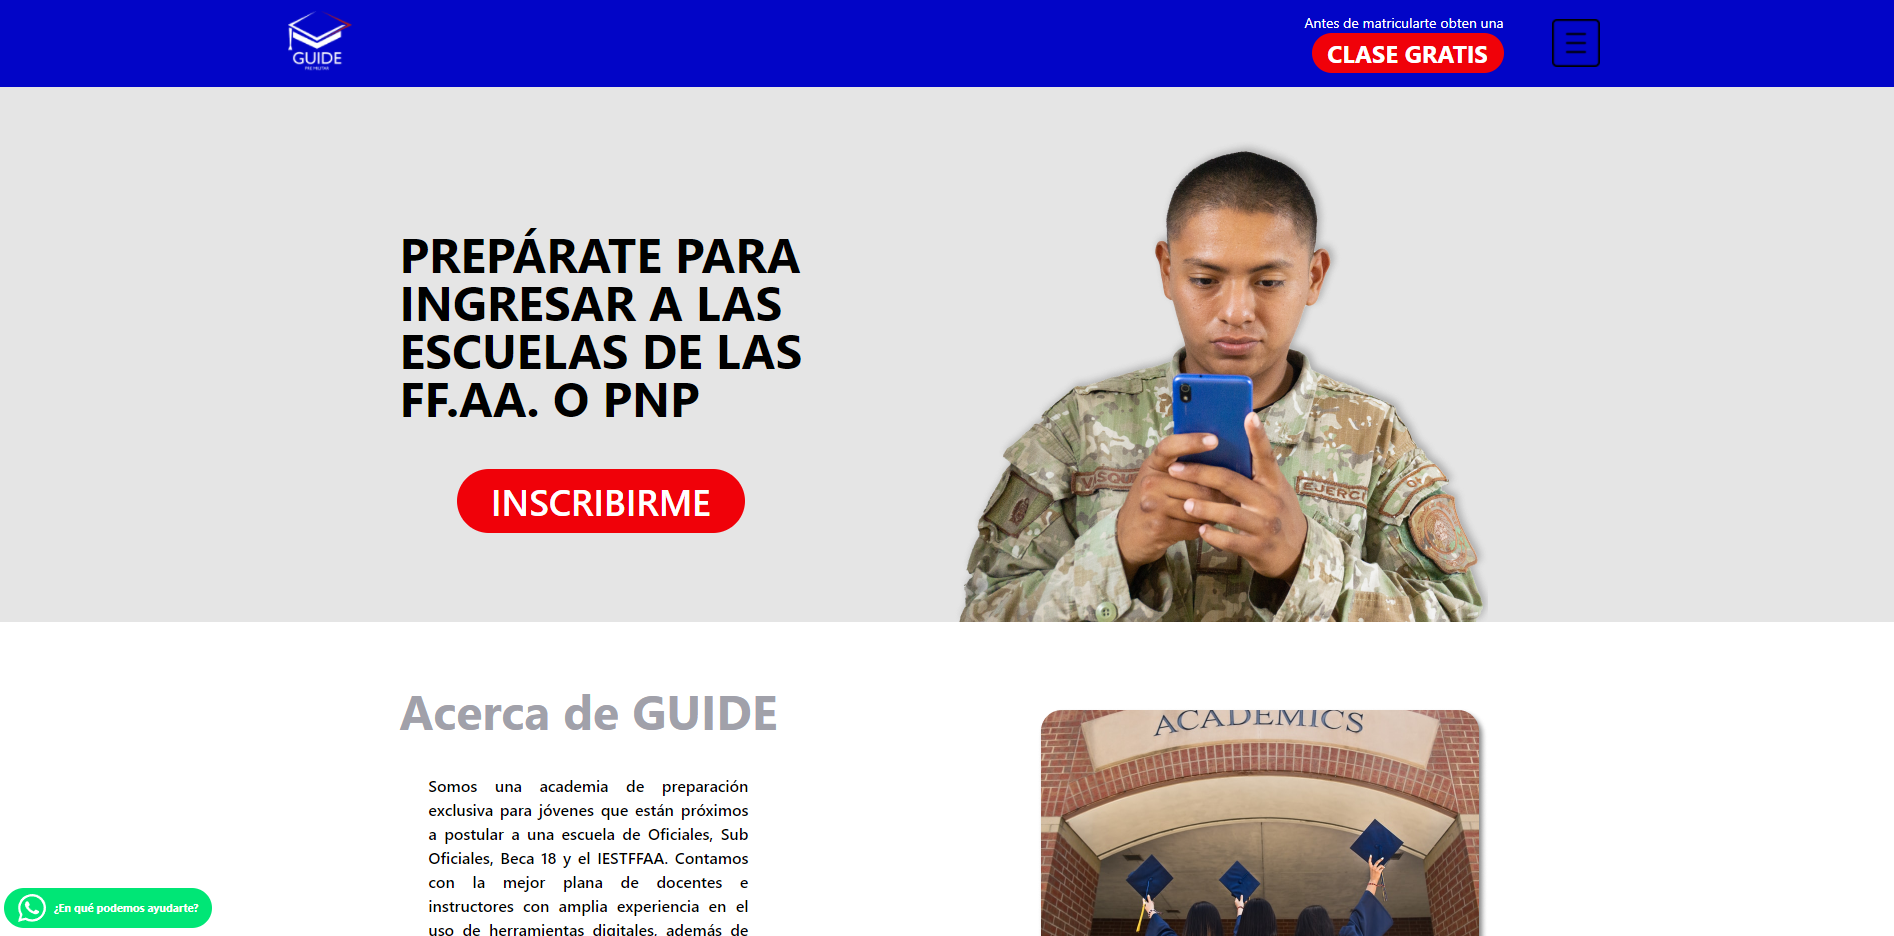 GUIDE
Antes de matricularte obten una
CLASE GRATIS
PREPÁRATE PARA
INGRESAR A LAS
ESCUELAS DE LAS
FF.AA. O PNP
INSCRIBIRME
Acerca de GUIDE
Somos una academia de preparación
exclusiva para jóvenes que están próximos
a postular a una escuela de Oficiales, Sub
Oficiales, Beca 18 y el IESTFFAA. Contamos
con la mejor plana de docentes e
instructores con amplia experiencia en el
uso de herramientas digitales, además de
ACADEMICS
¿En qué podemos ayudarte?